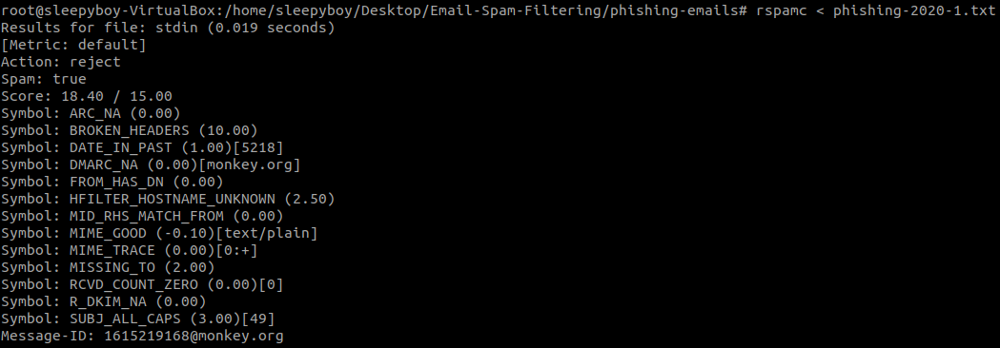 root@sleepyboy-VirtualBox:/home/sleepyboy/Desktop/Email-Spam-Filtering/phishing-emails# rspamc < phishing-2020-1.txt
Results for file: stdin (0.019 seconds)
[Metric: default]
Action: reject
Spam: true
Score: 18.40 / 15.00
Symbol: ARC_NA (0.00)
Symbol: BROKEN_HEADERS (10.00)
Symbol: DATE_IN_PAST (1.00)[5218]
Symbol: DMARC_NA (0.00)[monkey.org]
Symbol: FROM_HAS_DN (0.00)
Symbol: HFILTER_HOSTNAME_UNKNOWN (2.50)
Symbol: MID_RHS_MATCH_FROM (0.00)
Symbol: MIME_GOOD (-0.10)[text/plain]
Symbol: MIME_TRACE (0.00)[0:+]
Symbol: MISSING_TO (2.00)
Symbol: RCVD_COUNT_ZERO (0.00)[0]
Symbol: R_DKIM_NA (0.00)
Symbol: SUBJ_ALL_CAPS (3.00)[49]
Message-ID: 1615219168@monkey.org